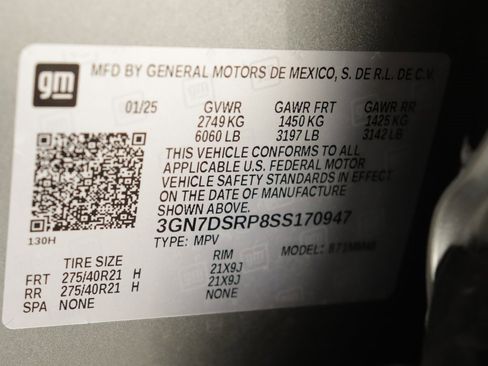 gm
MFD BY GENERAL MOTORS DE MEXICO, S. DE R.L. DE C.V.
01/25 GVWR GAWR FRT GAWR RR
2749 KG 1450 KG 1425 KG
6060 LB 3197 LB 3142 LB
THIS VEHICLE CONFORMS TO ALL
APPLICABLE U.S. FEDERAL MOTOR
VEHICLE SAFETY STANDARDS IN EFFECT
ON THE DATE OF MANUFACTURE
SHOWN ABOVE.
3GN7DSRP8SS170947
130H
TYPE: MPV MODEL:
TIRE SIZE RIM
FRT 275/40R21 H 21X9J
RR 275/40R21 H 21X9J
SPA NONE NONE